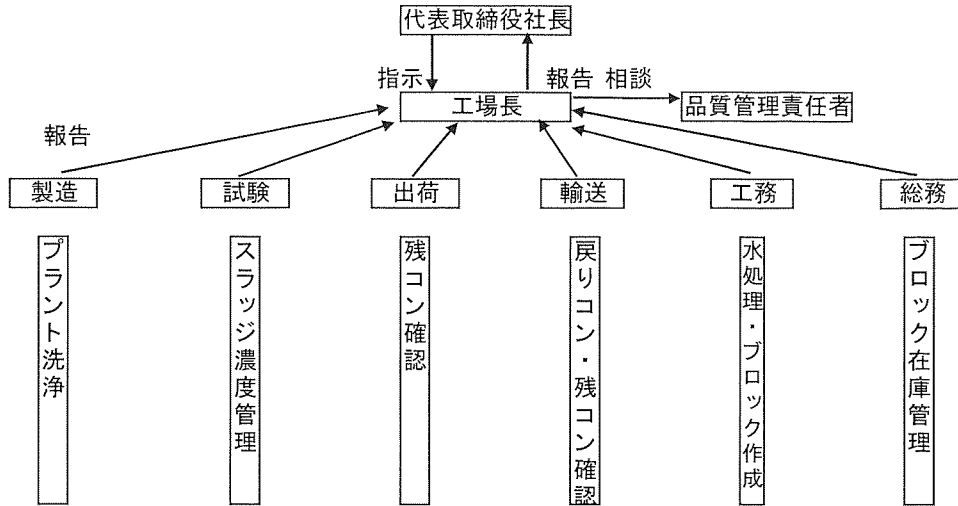 代表取締役社長
指示
報告 相談
工場長
品質管理責任者
報告
製造
試験
出荷
輸送
工務
総務
プラント洗浄
スラッジ濃度管理
残コン確認
戻りコン・残コン確認
水処理・ブロック作成
ブロック在庫管理